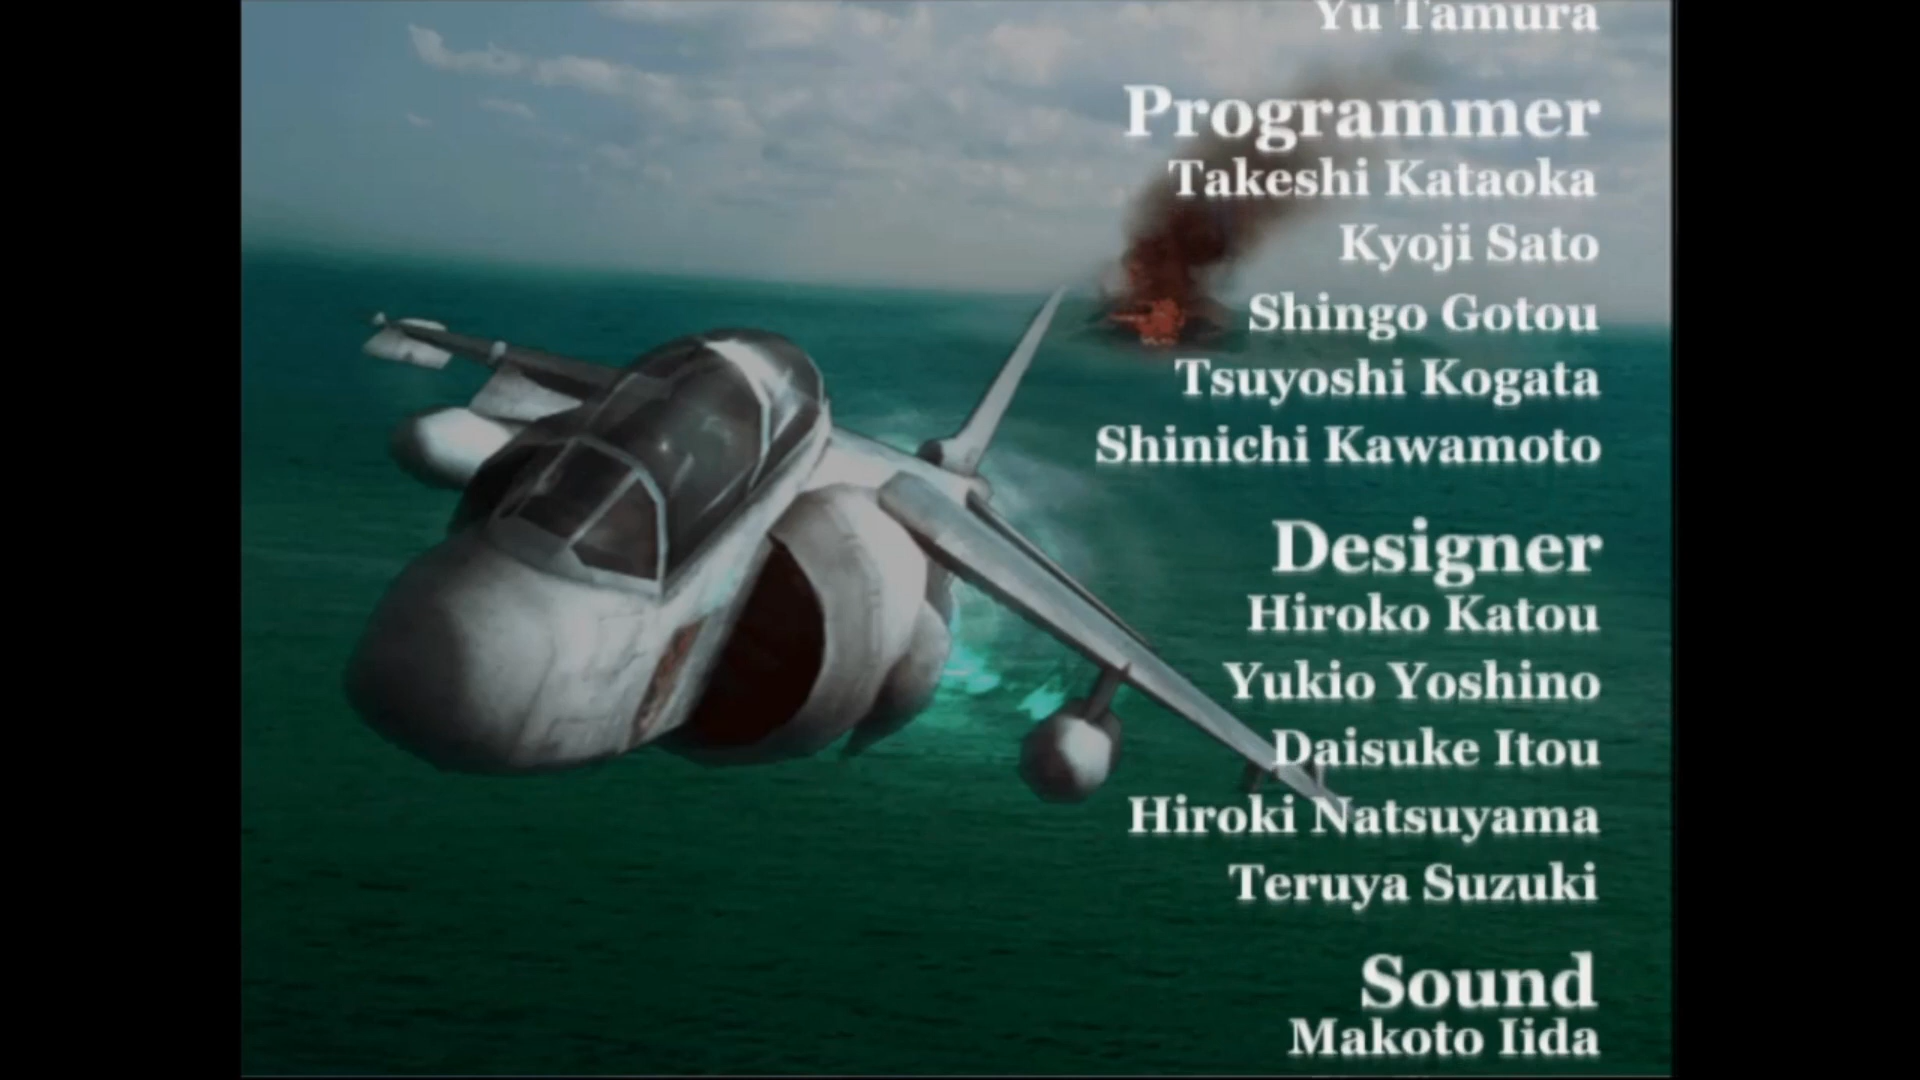 Yu Tamura
Programmer
Takeshi Kataoka
Kyoji Sato
Shingo Gotou
Tsuyoshi Kogata
Shinichi Kawamoto
Designer
Hiroko Katou
Yukio Yoshino
Daisuke Itou
Hiroki Natsuyama
Teruya Suzuki
Sound
Makoto Iida